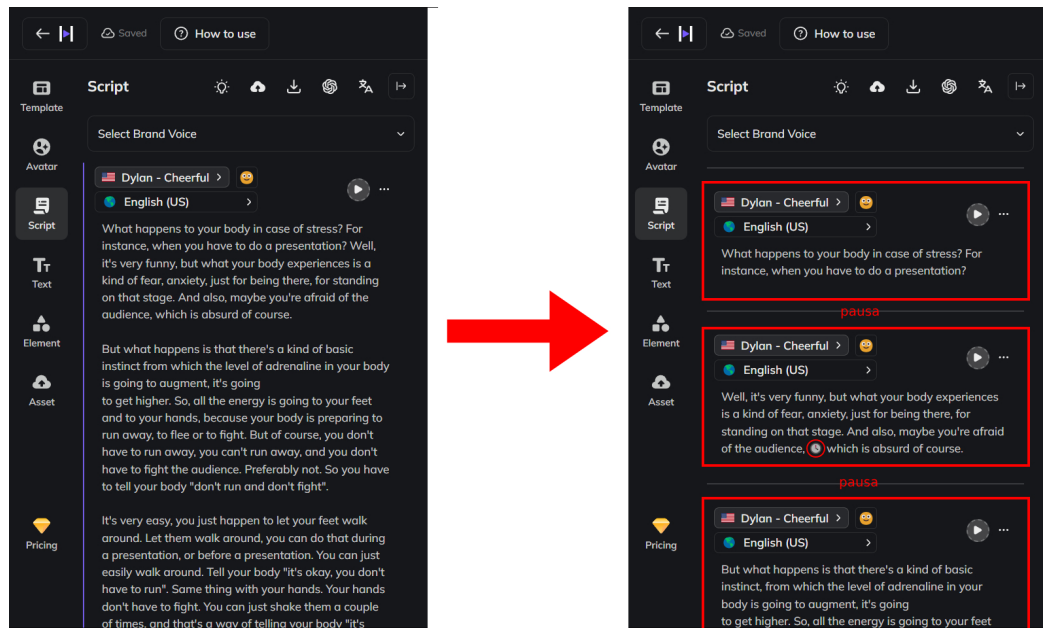 Saved
How to use
Template
Avatar
Script
Text
Element
Asset
Pricing
Script
Select Brand Voice
Dylan - Cheerful
English (US)
What happens to your body in case of stress? For
instance, when you have to do a presentation? Well,
it's very funny, but what your body experiences is a
kind of fear, anxiety, just for being there, for standing
on that stage. And also, maybe you're afraid of the
audience, which is absurd of course.
But what happens is that there's a kind of basic
instinct from which the level of adrenaline in your body
is going to augment, it's going
to get higher. So, all the energy is going to your feet
and to your hands, because your body is preparing to
run away, to flee or to fight. But of course, you don't
have to run away, you can't run away, and you don't
have to fight the audience. Preferably not. So you have
to tell your body "don't run and don't fight".
It's very easy, you just happen to let your feet walk
around. Let them walk around, you can do that during
a presentation, or before a presentation. You can just
easily walk around. Tell your body "it's okay, you don't
have to run". Same thing with your hands. Your hands
don't have to fight. You can just shake them a couple
of times, and that's a way of telling your body "it's
Saved
How to use
Template
Avatar
Script
Text
Element
Asset
Pricing
Script
Select Brand Voice
Dylan - Cheerful
English (US)
What happens to your body in case of stress? For
instance, when you have to do a presentation?
pausa
Dylan - Cheerful
English (US)
Well, it's very funny, but what your body experiences
is a kind of fear, anxiety, just for being there, for
standing on that stage. And also, maybe you're afraid
of the audience, which is absurd of course.
pausa
Dylan - Cheerful
English (US)
But what happens is that there's a kind of basic
instinct, from which the level of adrenaline in your
body is going to augment, it's going
to get higher. So, all the energy is going to your feet